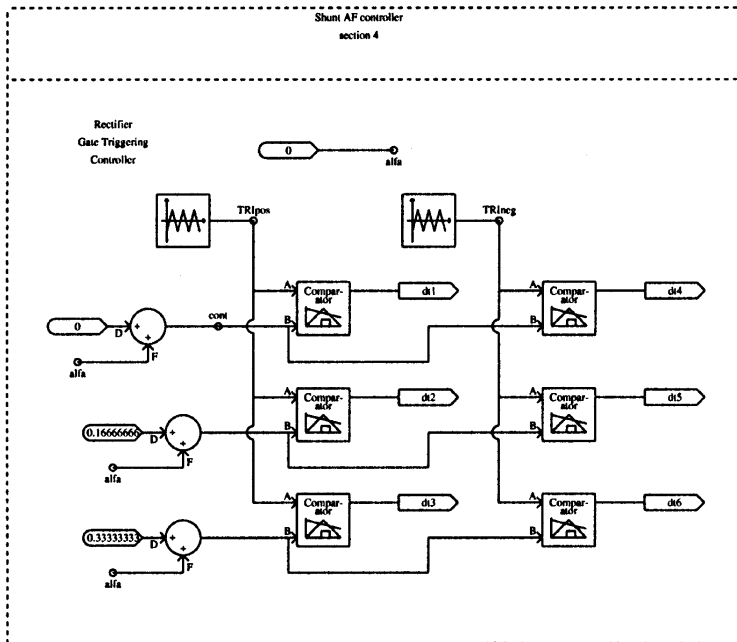 Shunt AF controller
section 4
Rectifier
Gate Triggering
Controller
0
alfa
TRIpos
TRIneg
A
Compar-
ator
dt1
A
Compar-
ator
dt4
0
D
+
+
F
cont
B
B
alfa
A
Compar-
ator
dt2
A
Compar-
ator
dt5
0.16666666
D
+
+
F
B
B
alfa
A
Compar-
ator
dt3
A
Compar-
ator
dt6
0.33333333
D
+
+
F
B
B
alfa